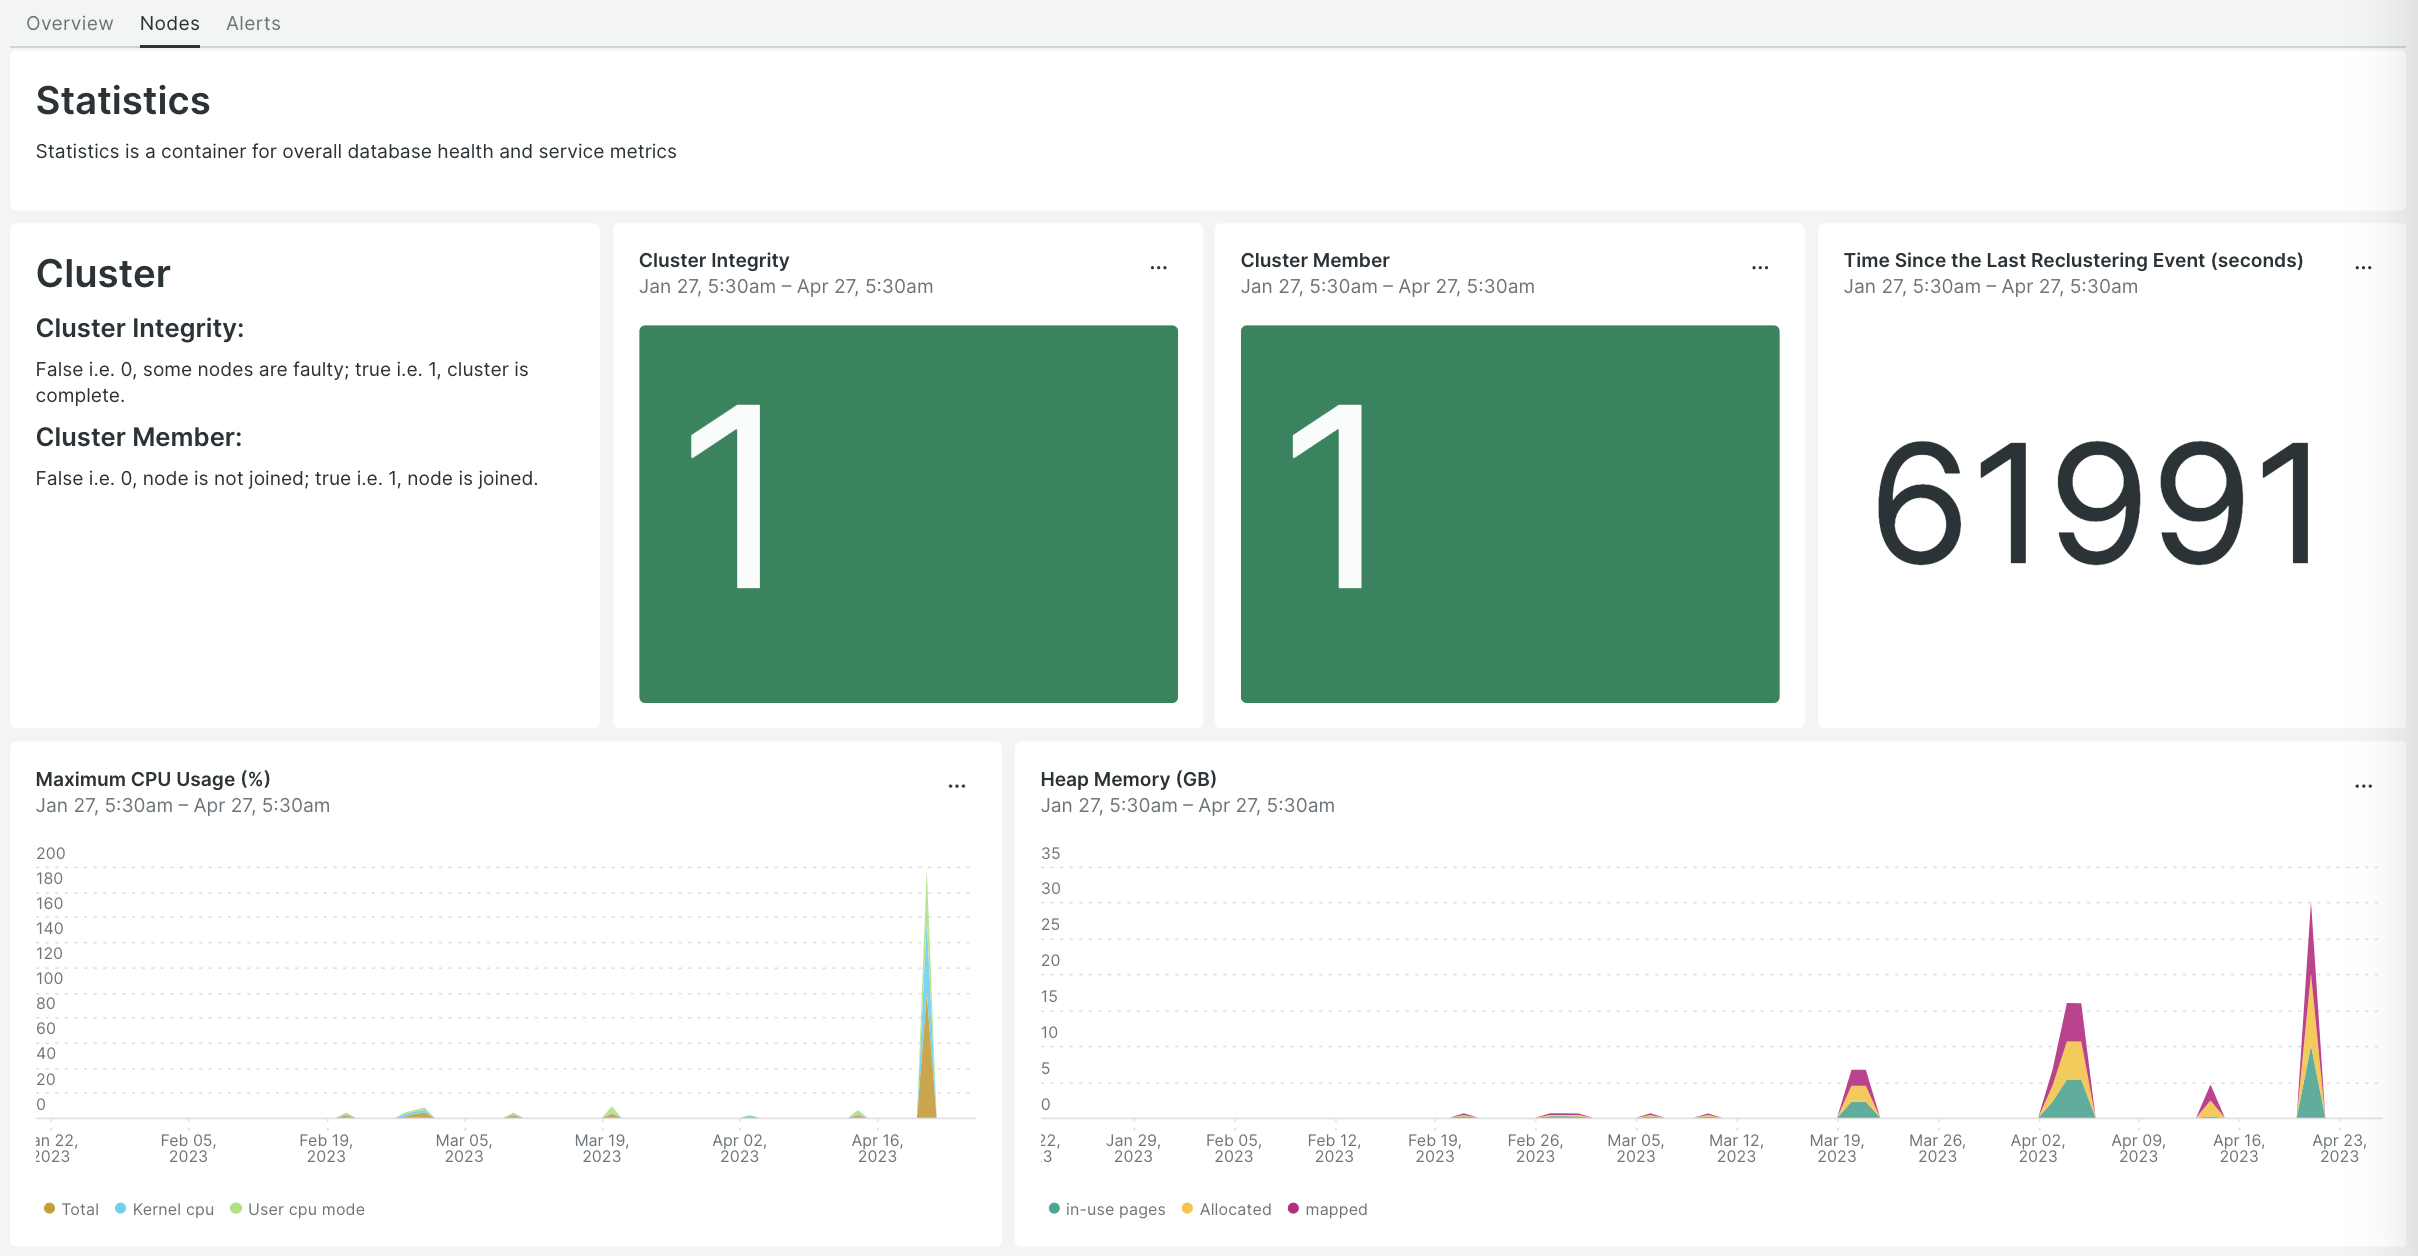 Overview Nodes Alerts
Statistics
Statistics is a container for overall database health and service metrics
Cluster
Cluster Integrity:
False i.e. 0, some nodes are faulty; true i.e. 1, cluster is
complete.
Cluster Member:
False i.e. 0, node is not joined; true i.e. 1, node is joined.
Cluster Integrity
...
Jan 27, 5:30am – Apr 27, 5:30am
1
Cluster Member
...
Jan 27, 5:30am – Apr 27, 5:30am
1
Time Since the Last Reclustering Event (seconds)
...
Jan 27, 5:30am – Apr 27, 5:30am
61991
Maximum CPU Usage (%)
...
Jan 27, 5:30am – Apr 27, 5:30am
200
180
160
140
120
100
80
60
40
20
0
an 22, Feb 05, Feb 19, Mar 05, Mar 19, Apr 02, Apr 16,
2023 2023 2023 2023 2023 2023 2023
Total Kernel cpu User cpu mode
Heap Memory (GB)
...
Jan 27, 5:30am – Apr 27, 5:30am
35
30
25
20
15
10
5
0
22, Jan 29, Feb 05, Feb 12, Feb 19, Feb 26, Mar 05, Mar 12, Mar 19, Mar 26, Apr 02, Apr 09, Apr 16, Apr 23,
3 2023 2023 2023 2023 2023 2023 2023 2023 2023 2023 2023 2023 2023
in-use pages Allocated mapped